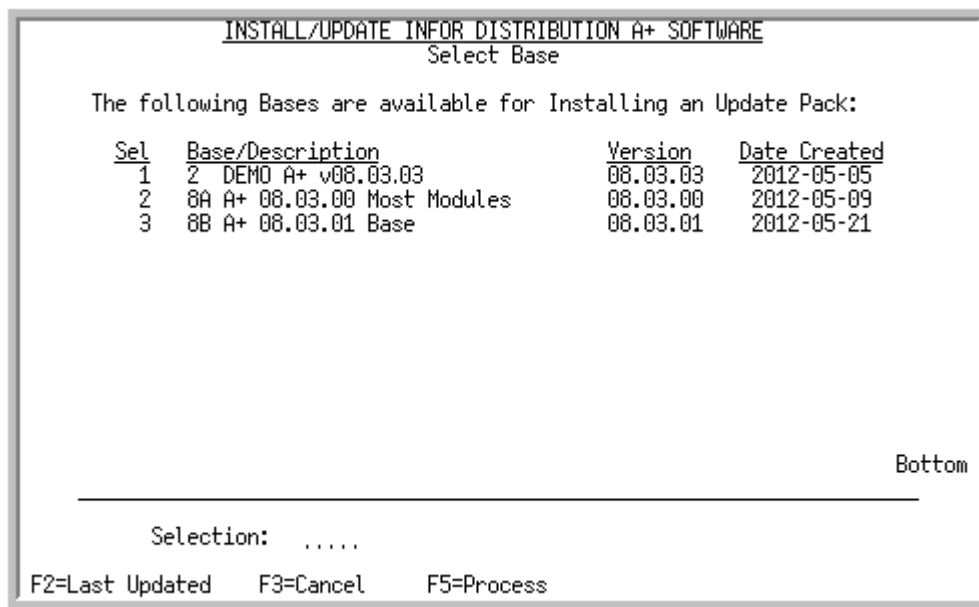 INSTALL/UPDATE INFOR DISTRIBUTION A+ SOFTWARE
Select Base
The following Bases are available for Installing an Update Pack:
Sel Base/Description Version Date Created
1 2 DEMO A+ v08.03.03 08.03.03 2012-05-05
2 8A A+ 08.03.00 Most Modules 08.03.00 2012-05-09
3 8B A+ 08.03.01 Base 08.03.01 2012-05-21
Bottom
Selection: .....
F2=Last Updated F3=Cancel F5=Process